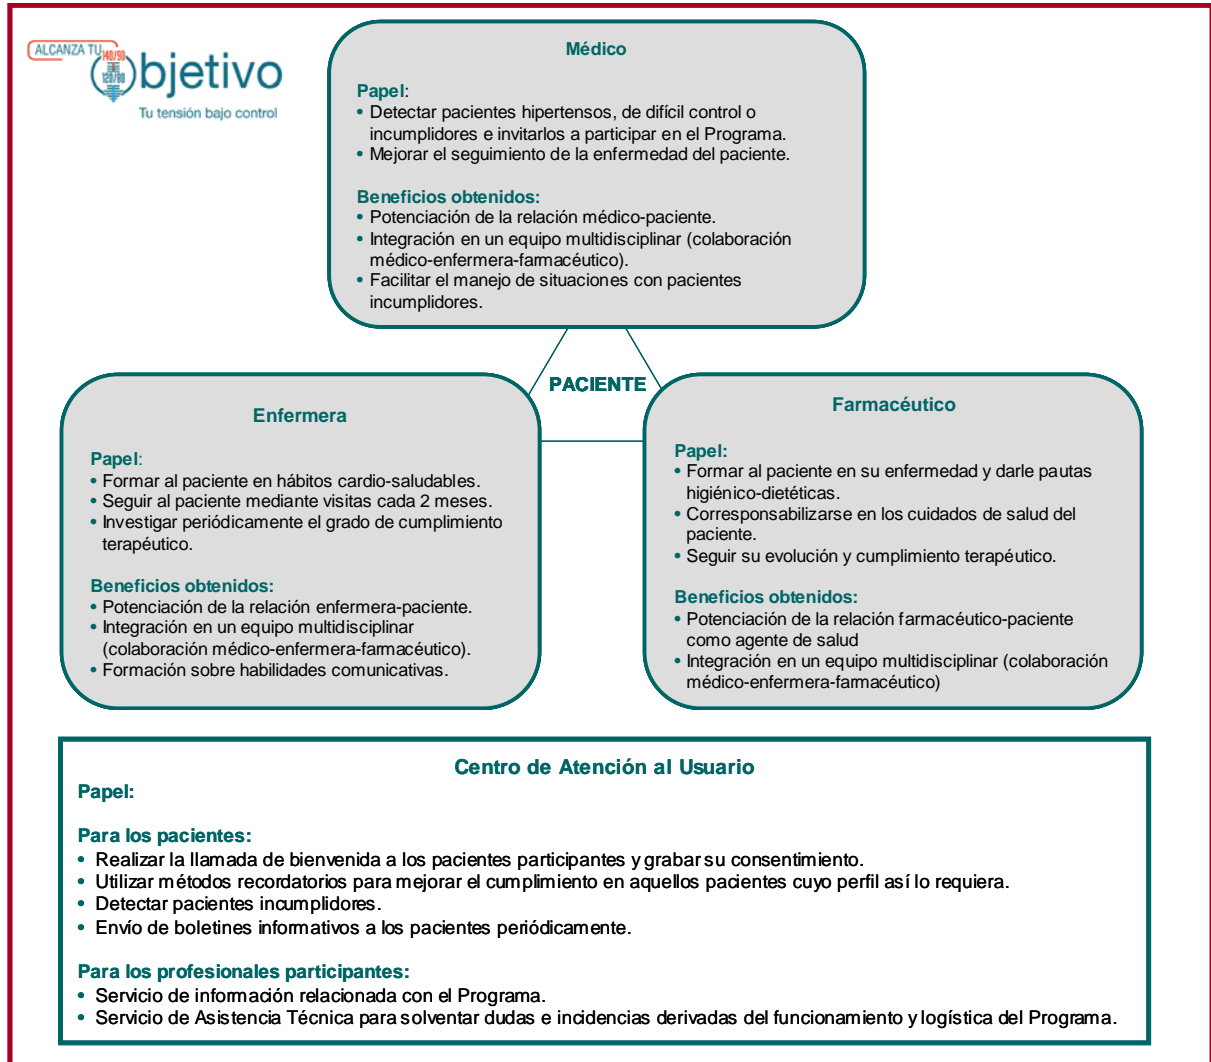 ALCANZA TU
140/90
120/80
bjetivo
Tu tensión bajo control
Médico
Papel:
• Detectar pacientes hipertensos, de difícil control o
incumplidores e invitarlos a participar en el Programa.
• Mejorar el seguimiento de la enfermedad del paciente.
Beneficios obtenidos:
• Potenciación de la relación médico-paciente.
• Integración en un equipo multidisciplinar (colaboración
médico-enfermera-farmacéutico).
• Facilitar el manejo de situaciones con pacientes
incumplidores.
PACIENTE
Enfermera
Papel:
• Formar al paciente en hábitos cardio-saludables.
• Seguir al paciente mediante visitas cada 2 meses.
• Investigar periódicamente el grado de cumplimiento
terapéutico.
Beneficios obtenidos:
• Potenciación de la relación enfermera-paciente.
• Integración en un equipo multidisciplinar
(colaboración médico-enfermera-farmacéutico).
• Formación sobre habilidades comunicativas.
Farmacéutico
Papel:
• Formar al paciente en su enfermedad y darle pautas
higiénico-dietéticas.
• Corresponsabilizarse en los cuidados de salud del
paciente.
• Seguir su evolución y cumplimiento terapéutico.
Beneficios obtenidos:
• Potenciación de la relación farmacéutico-paciente
como agente de salud
• Integración en un equipo multidisciplinar (colaboración
médico-enfermera-farmacéutico)
Centro de Atención al Usuario
Papel:
Para los pacientes:
• Realizar la llamada de bienvenida a los pacientes participantes y grabar su consentimiento.
• Utilizar métodos recordatorios para mejorar el cumplimiento en aquellos pacientes cuyo perfil así lo requiera.
• Detectar pacientes incumplidores.
• Envío de boletines informativos a los pacientes periódicamente.
Para los profesionales participantes:
• Servicio de información relacionada con el Programa.
• Servicio de Asistencia Técnica para solventar dudas e incidencias derivadas del funcionamiento y logística del Programa.